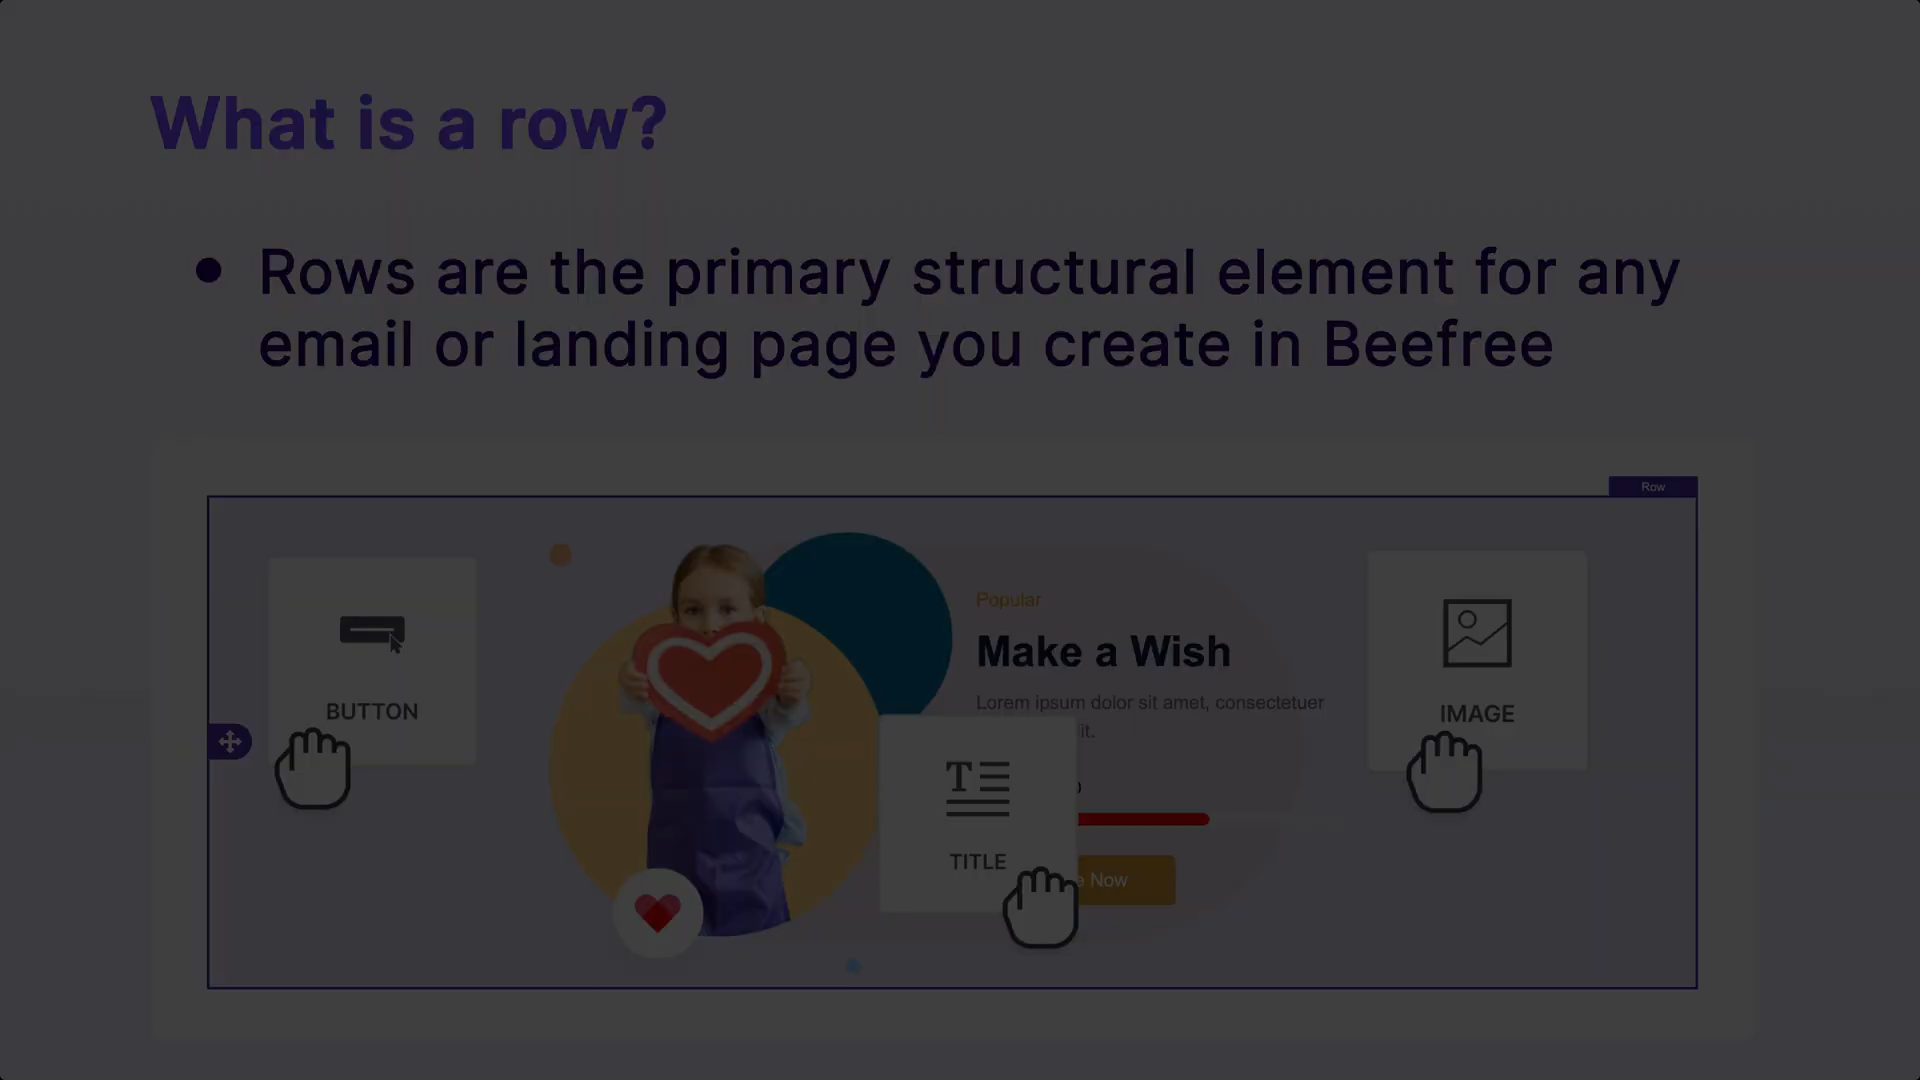 What is a row?
• Rows are the primary structural element for any
email or landing page you create in Beefree
Row
Popular
Make a Wish
Lorem ipsum dolor sit amet, consectetuer
it.
BUTTON
IMAGE
TITLE
e Now